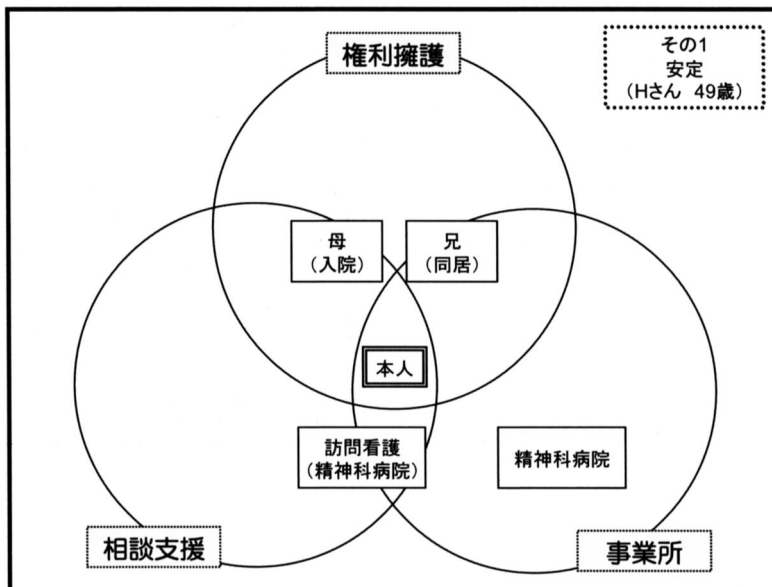 権利擁護
その1
安定
(Hさん 49歳)
母
(入院)
兄
(同居)
本人
訪問看護
(精神科病院)
精神科病院
相談支援
事業所